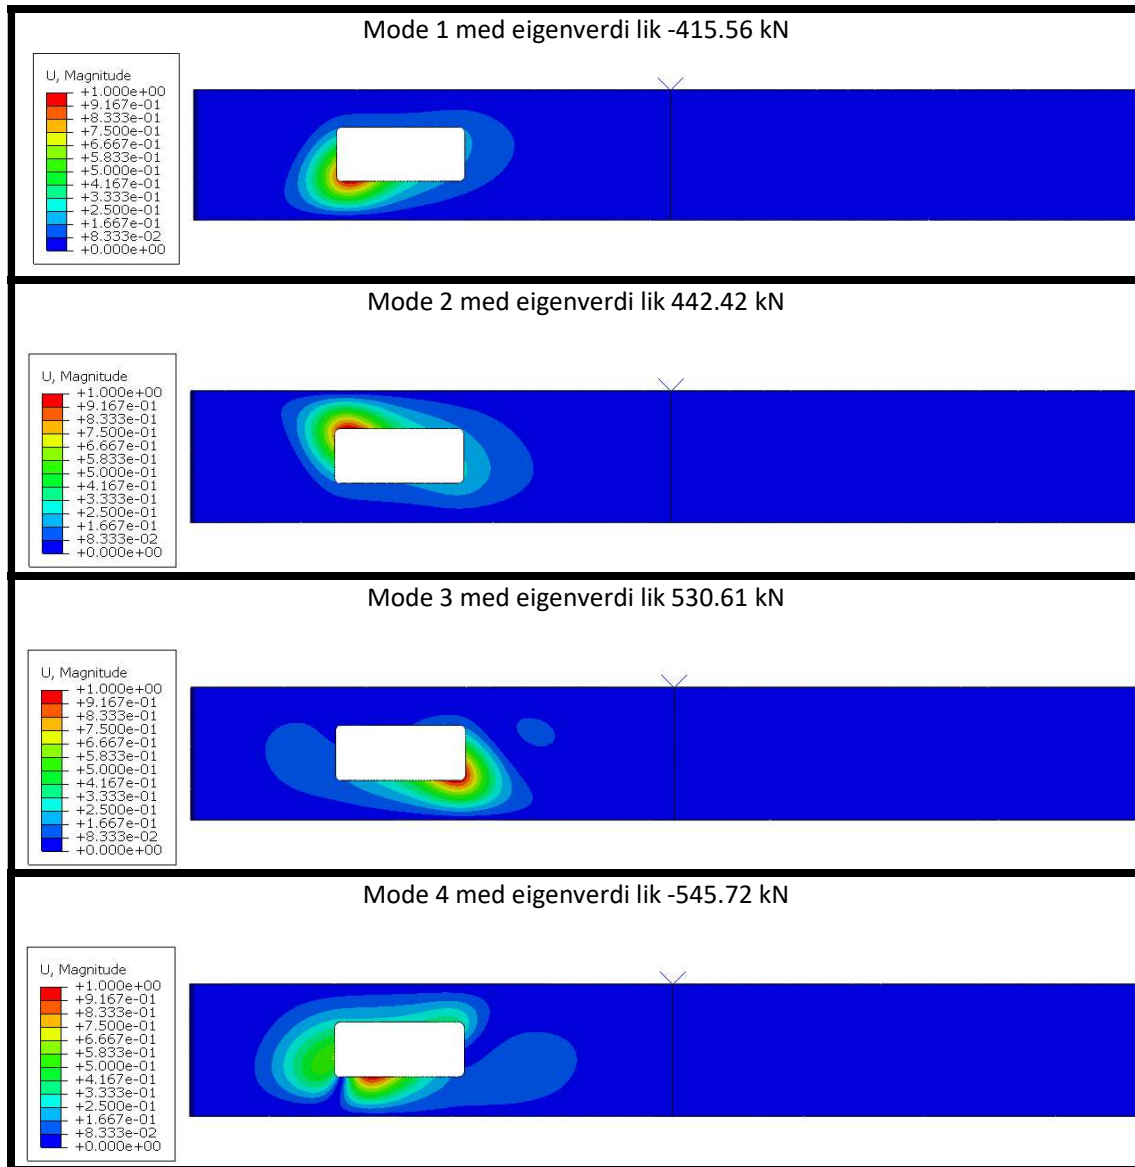 Mode 1 med eigenverdi lik -415.56 kN
U, Magnitude
+1.000e+00
+9.167e-01
+8.333e-01
+7.500e-01
+6.667e-01
+5.833e-01
+5.000e-01
+4.167e-01
+3.333e-01
+2.500e-01
+1.667e-01
+8.333e-02
+0.000e+00
Mode 2 med eigenverdi lik 442.42 kN
U, Magnitude
+1.000e+00
+9.167e-01
+8.333e-01
+7.500e-01
+6.667e-01
+5.833e-01
+5.000e-01
+4.167e-01
+3.333e-01
+2.500e-01
+1.667e-01
+8.333e-02
+0.000e+00
Mode 3 med eigenverdi lik 530.61 kN
U, Magnitude
+1.000e+00
+9.167e-01
+8.333e-01
+7.500e-01
+6.667e-01
+5.833e-01
+5.000e-01
+4.167e-01
+3.333e-01
+2.500e-01
+1.667e-01
+8.333e-02
+0.000e+00
Mode 4 med eigenverdi lik -545.72 kN
U, Magnitude
+1.000e+00
+9.167e-01
+8.333e-01
+7.500e-01
+6.667e-01
+5.833e-01
+5.000e-01
+4.167e-01
+3.333e-01
+2.500e-01
+1.667e-01
+8.333e-02
+0.000e+00